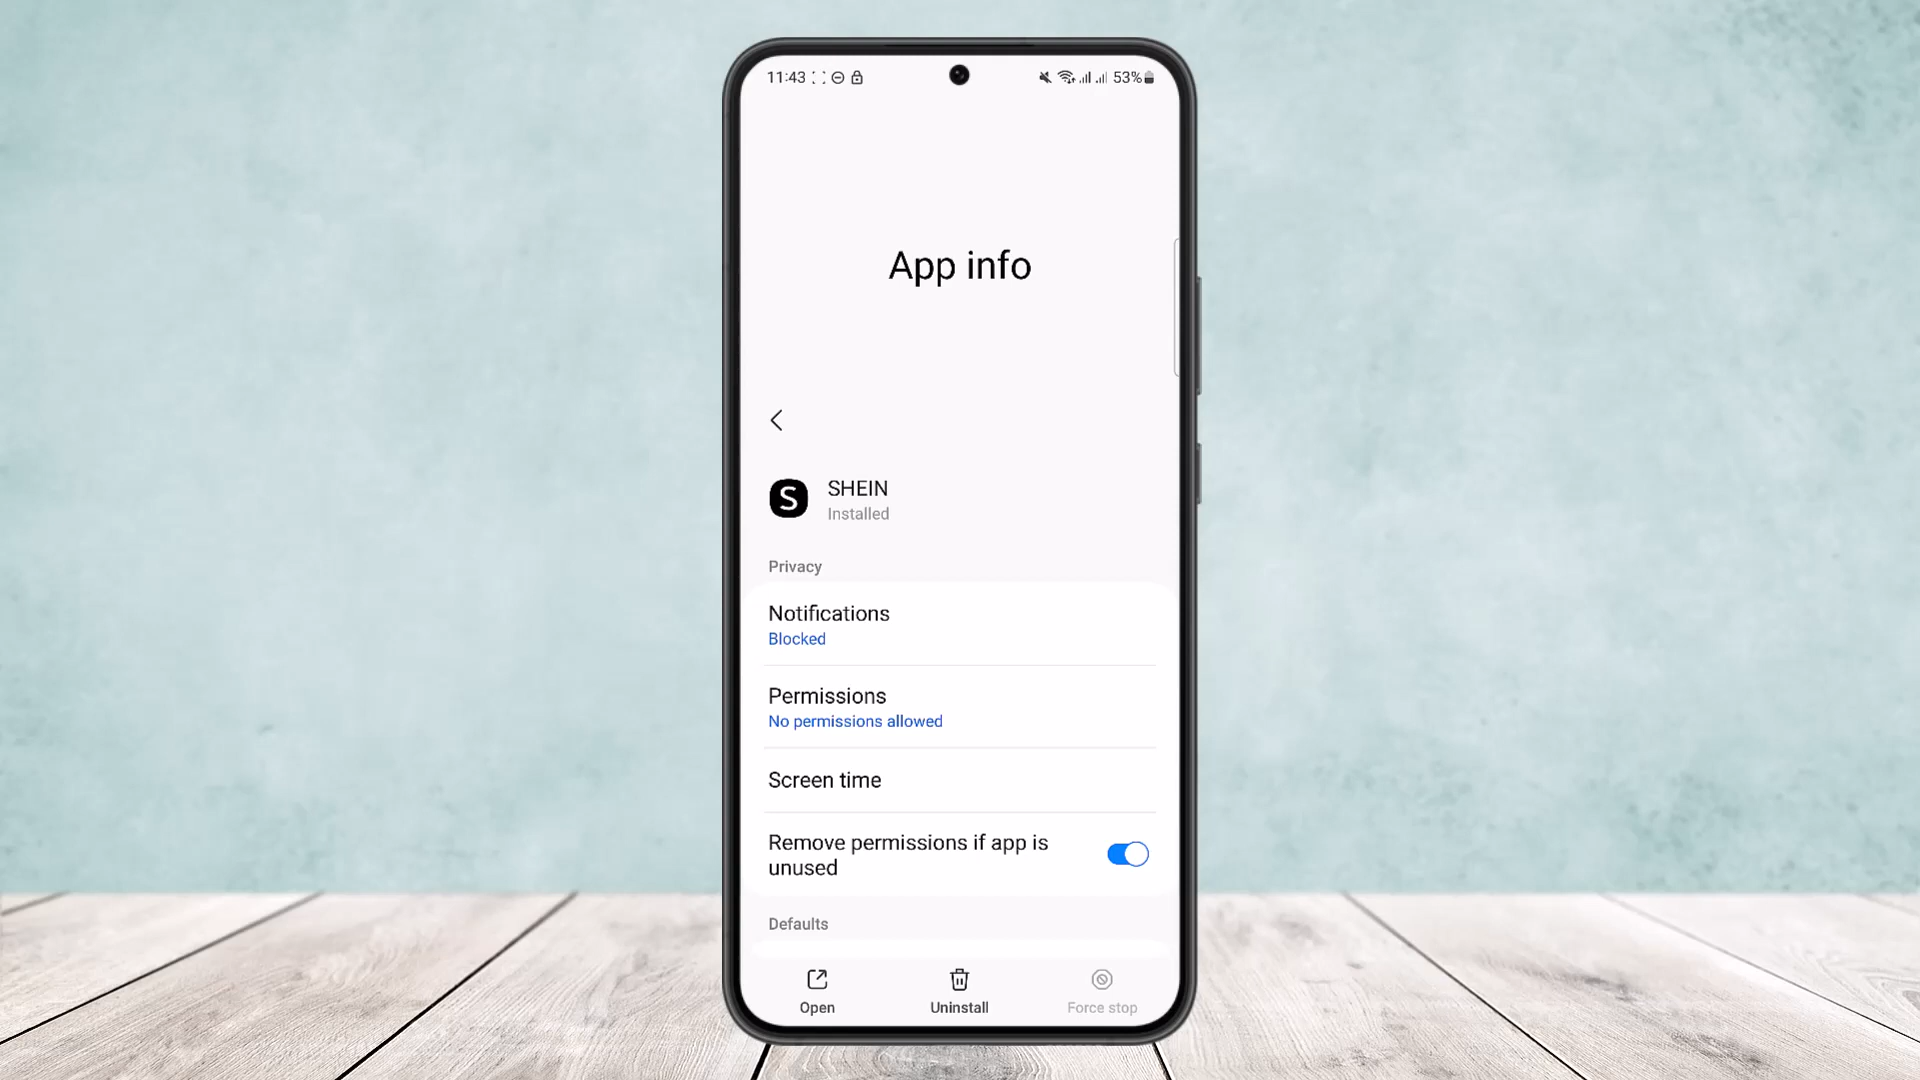 11:43 53%
App info
S
SHEIN
Installed
Privacy
Notifications
Blocked
Permissions
No permissions allowed
Screen time
Remove permissions if app is
unused
Defaults
Open Uninstall Force stop